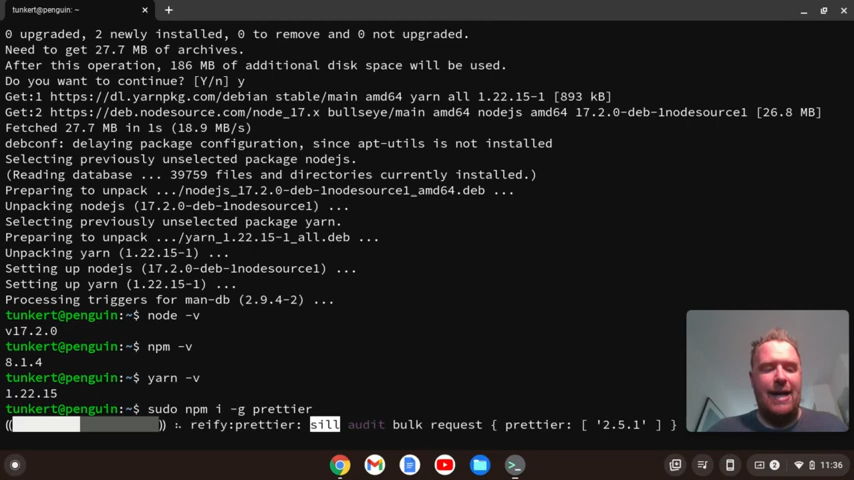 tunkert@penguin: ~
0 upgraded, 2 newly installed, 0 to remove and 0 not upgraded.
Need to get 27.7 MB of archives.
After this operation, 186 MB of additional disk space will be used.
Do you want to continue? [Y/n] y
Get:1 https://dl.yarnpkg.com/debian stable/main amd64 yarn all 1.22.15-1 [893 kB]
Get:2 https://deb.nodesource.com/node_17.x bullseye/main amd64 nodejs amd64 17.2.0-deb-1nodesource1 [26.8 MB]
Fetched 27.7 MB in 1s (18.9 MB/s)
debconf: delaying package configuration, since apt-utils is not installed
Selecting previously unselected package nodejs.
(Reading database ... 39759 files and directories currently installed.)
Preparing to unpack .../nodejs_17.2.0-deb-1nodesource1_amd64.deb ...
Unpacking nodejs (17.2.0-deb-1nodesource1) ...
Selecting previously unselected package yarn.
Preparing to unpack .../yarn_1.22.15-1_all.deb ...
Unpacking yarn (1.22.15-1) ...
Setting up nodejs (17.2.0-deb-1nodesource1) ...
Setting up yarn (1.22.15-1) ...
Processing triggers for man-db (2.9.4-2) ...
tunkert@penguin:~$ node -v
v17.2.0
tunkert@penguin:~$ npm -v
8.1.4
tunkert@penguin:~$ yarn -v
1.22.15
tunkert@penguin:~$ sudo npm i -g prettier
reify:prettier: sill audit bulk request { prettier: [ '2.5.1' ] }
2
11:36